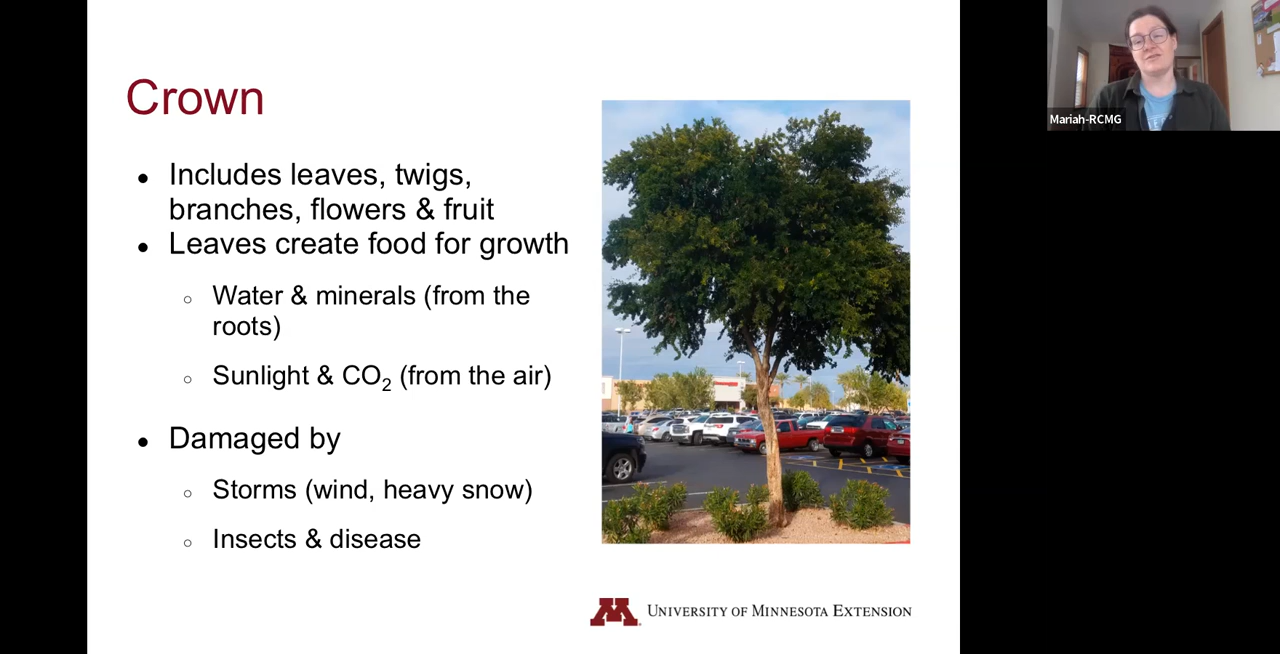 Crown
● Includes leaves, twigs,
branches, flowers & fruit
● Leaves create food for growth
○ Water & minerals (from the
roots)
○ Sunlight & CO₂ (from the air)
● Damaged by
○ Storms (wind, heavy snow)
○ Insects & disease
M
UNIVERSITY OF MINNESOTA EXTENSION
Mariah-RCMG